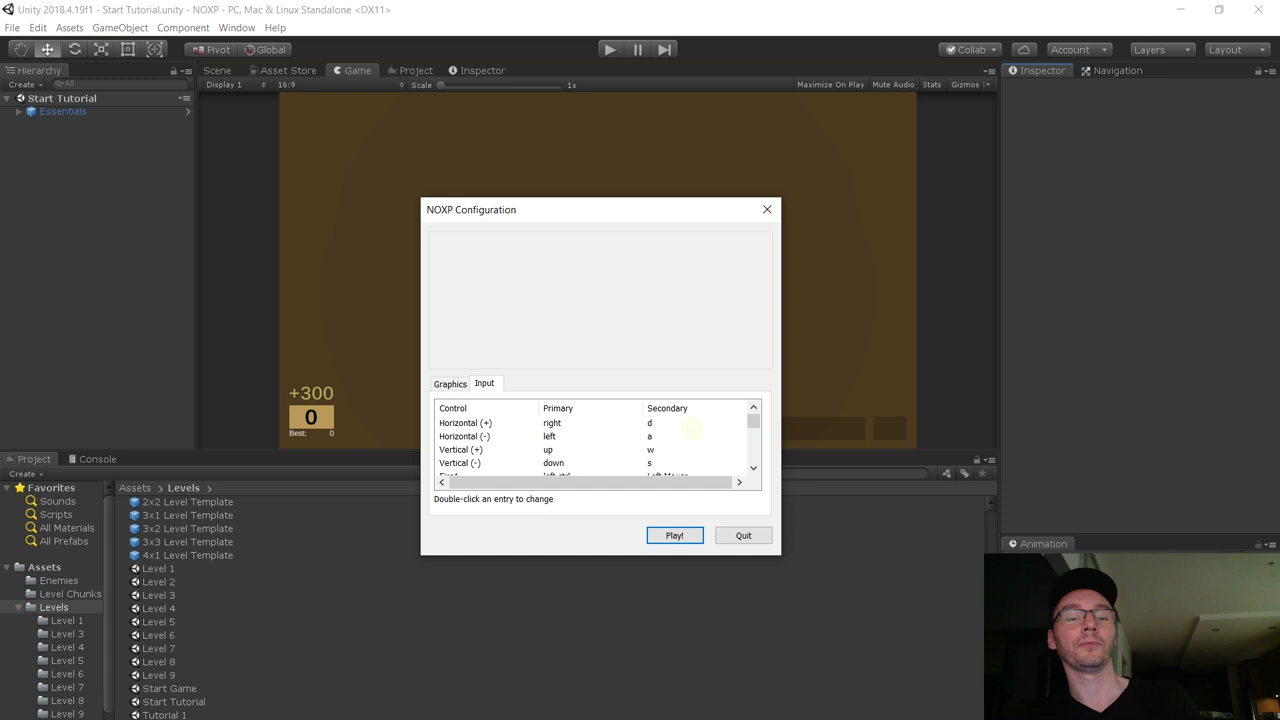 Unity 2018.4.19f1 - Start Tutorial.unity - NOXP - PC, Mac & Linux Standalone <DX11>
File Edit Assets GameObject Component Window Help
Pivot Global Collab Account Layers Layout
Hierarchy Scene Asset Store Game Project Inspector Inspector Navigation
Create All Display 1 16:9 Scale 1x Maximize On Play Mute Audio Stats Gizmos
Start Tutorial
Essentials
NOXP Configuration
Graphics Input
Control Primary Secondary
Horizontal (+) right d
Horizontal (-) left a
Vertical (+) up w
Vertical (-) down s
Double-click an entry to change
Play! Quit
+300
0
Best: 0
Project Console
Create
Favorites
Sounds
Scripts
All Materials
All Prefabs
Assets
Enemies
Level Chunks
Levels
Level 1
Level 3
Level 4
Level 5
Level 6
Level 7
Level 8
Level 9
Assets > Levels >
2x2 Level Template
3x1 Level Template
3x2 Level Template
3x3 Level Template
4x1 Level Template
Level 1
Level 2
Level 3
Level 4
Level 5
Level 6
Level 7
Level 8
Level 9
Start Game
Start Tutorial
Tutorial 1
Animation